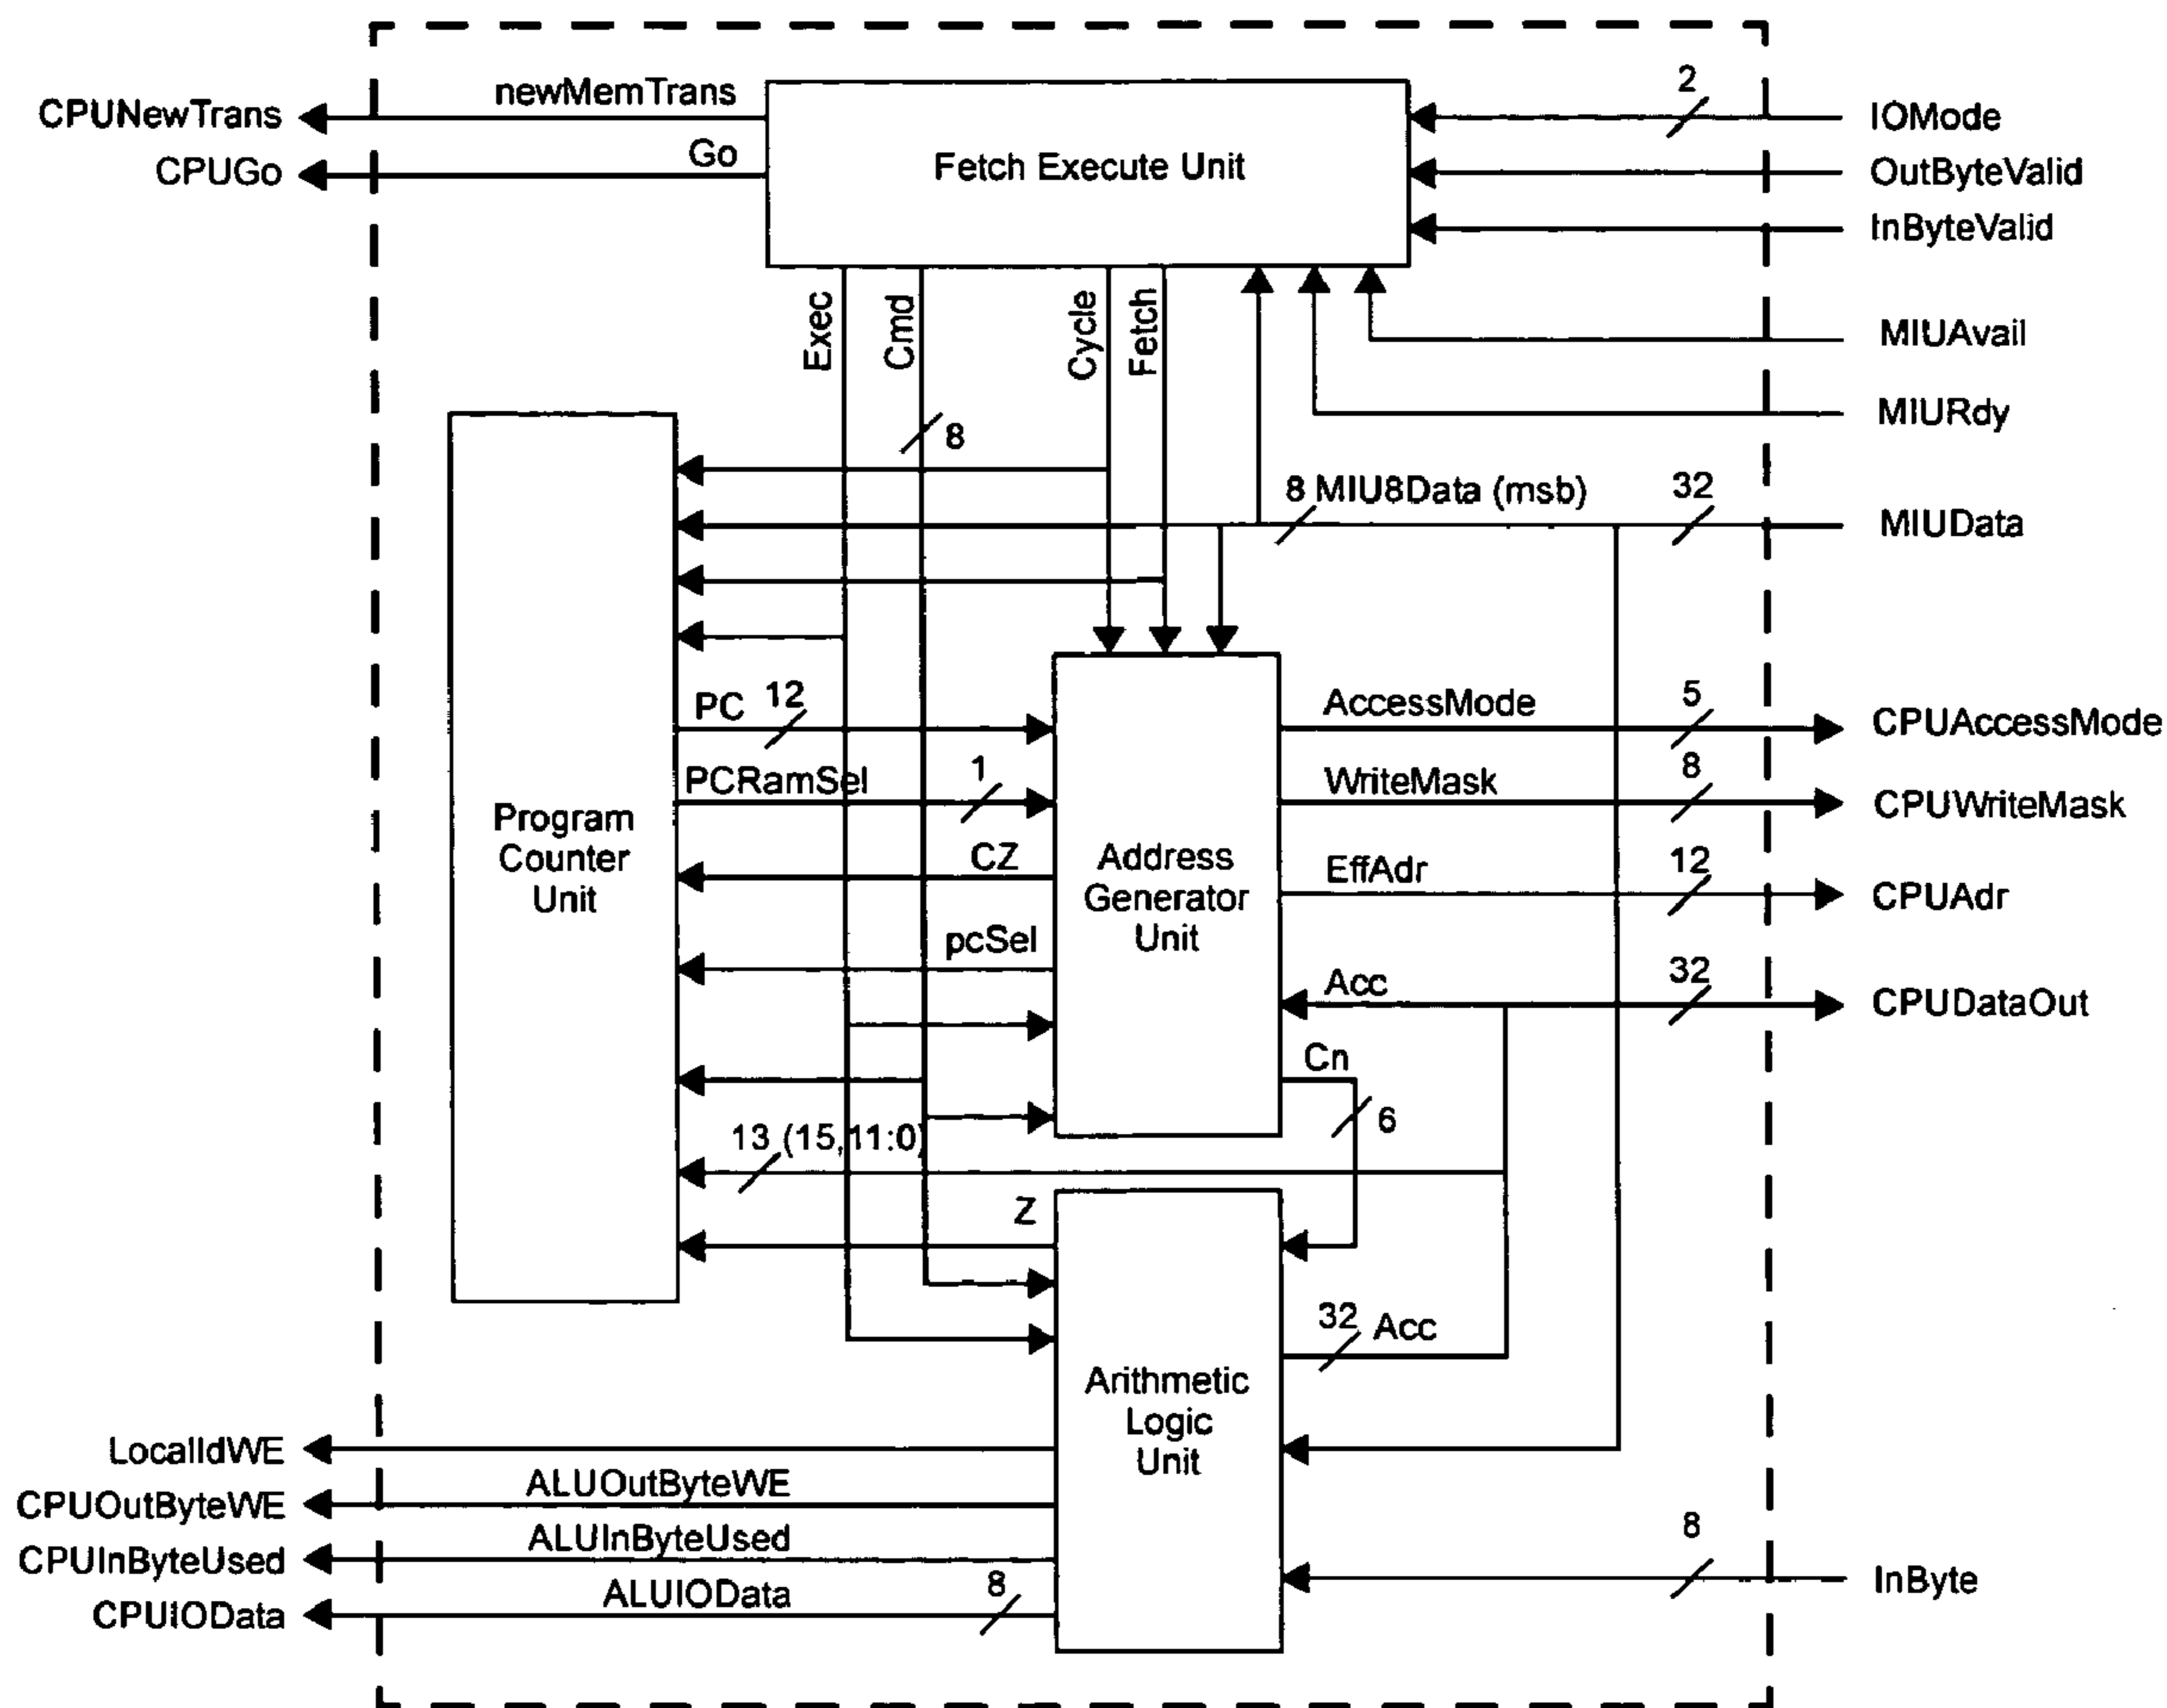 newMemTrans
CPUNewTrans
Go
CPUGo
Fetch Execute Unit
2
IOMode
OutByteValid
InByteValid
Exec
Cmd
Cycle
Fetch
MIUAvail
MIURdy
8
8 MIU8Data (msb)
32
MIUData
PC 12
AccessMode
5
CPUAccessMode
PCRamSel
1
WriteMask
8
CPUWriteMask
Program
Counter
Unit
CZ
Address
Generator
Unit
EffAdr
12
CPUAdr
pcSel
Acc
32
CPUDataOut
Cn
6
13 (15,11:0)
Z
32 Acc
Arithmetic
Logic
Unit
LocalIdWE
ALUOutByteWE
CPUOutByteWE
ALUInByteUsed
CPUInByteUsed
ALUIOData
8
CPUIOData
8
InByte